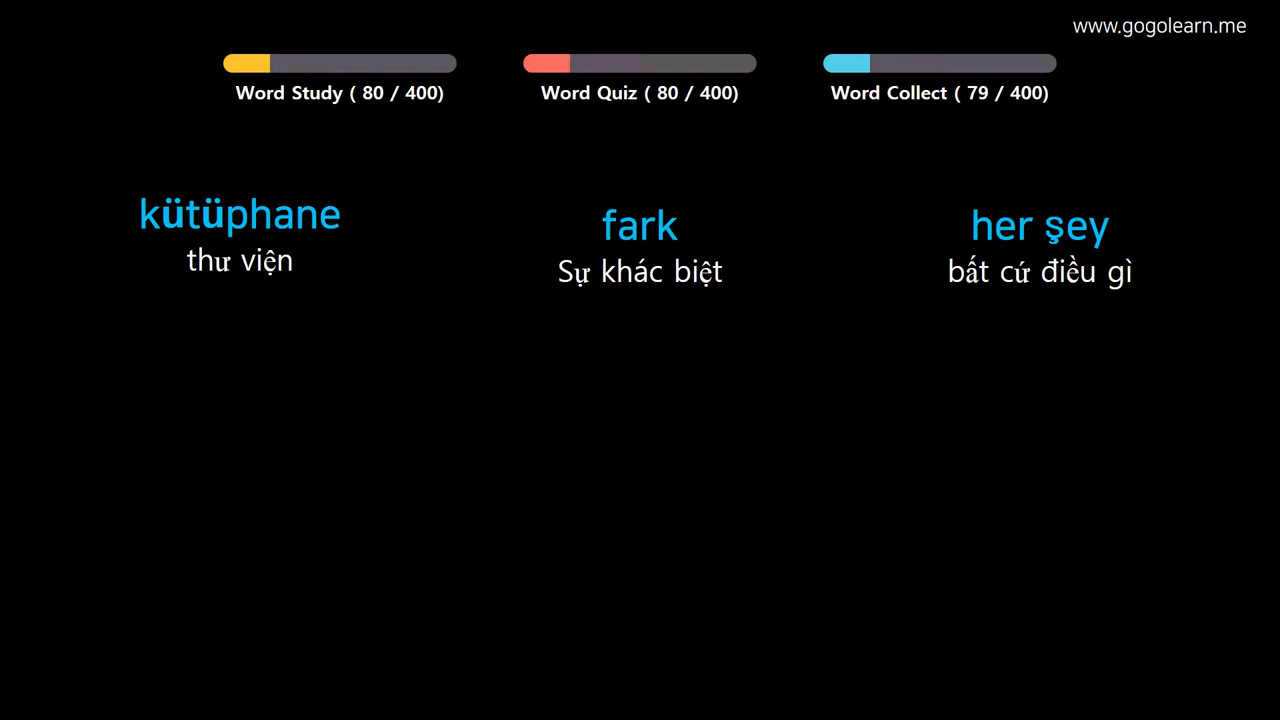 www.gogolearn.me
Word Study ( 80 / 400)
Word Quiz ( 80 / 400)
Word Collect ( 79 / 400)
kütüphane
thư viện
fark
Sự khác biệt
her şey
bất cứ điều gì